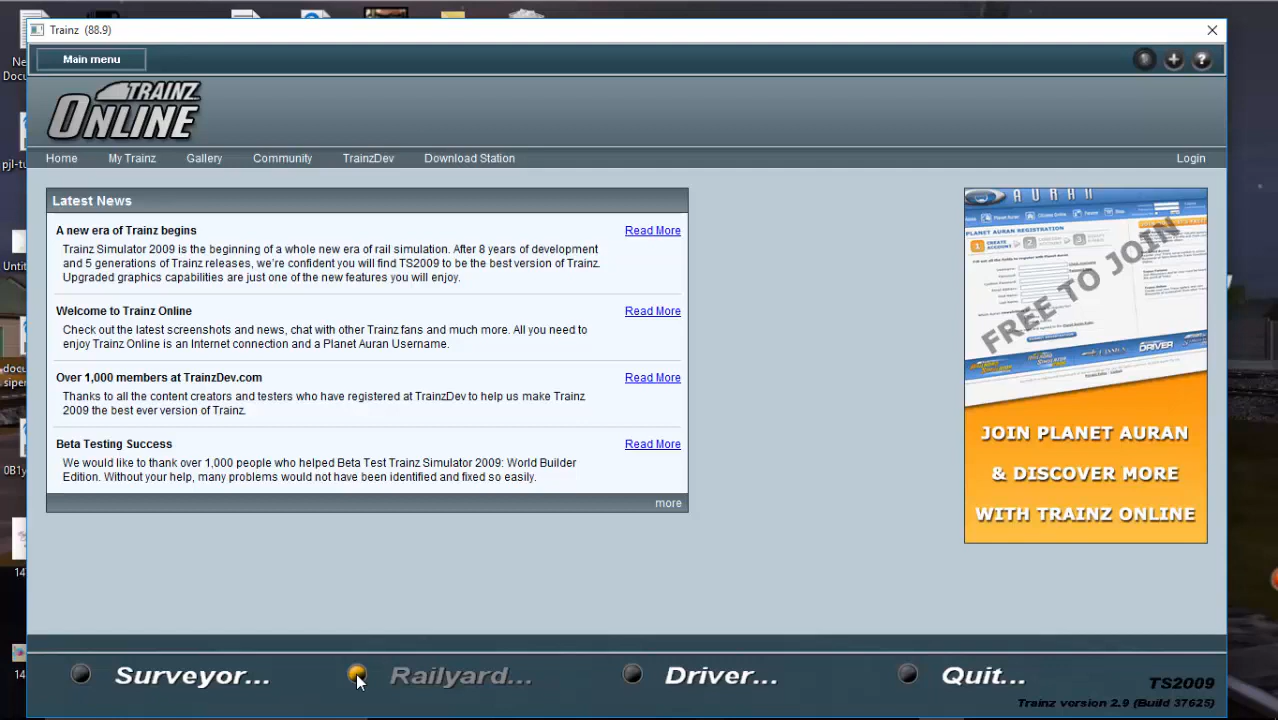 Trainz (88.9)
Main menu
TRAINZ
ONLINE
Home My Trainz Gallery Community TrainzDev Download Station Login
Latest News
A new era of Trainz begins Read More
Trainz Simulator 2009 is the beginning of a whole new era of rail simulation. After 8 years of development
and 5 generations of Trainz releases, we're confident you will find TS2009 to be the best version of Trainz.
Upgraded graphics capabilities are just one of the new features you will enjoy.
Welcome to Trainz Online Read More
Check out the latest screenshots and news, chat with other Trainz fans and much more. All you need to
enjoy Trainz Online is an Internet connection and a Planet Auran Username.
Over 1,000 members at TrainzDev.com Read More
Thanks to all the content creators and testers who have registered at TrainzDev to help us make Trainz
2009 the best ever version of Trainz.
Beta Testing Success Read More
We would like to thank over 1,000 people who helped Beta Test Trainz Simulator 2009: World Builder
Edition. Without your help, many problems would not have been identified and fixed so easily.
more
AURAN
PLANET AURAN REGISTRATION
FREE TO JOIN
JOIN PLANET AURAN
& DISCOVER MORE
WITH TRAINZ ONLINE
Surveyor... Railyard... Driver... Quit...
TS2009
Trainz version 2.9 (Build 37625)